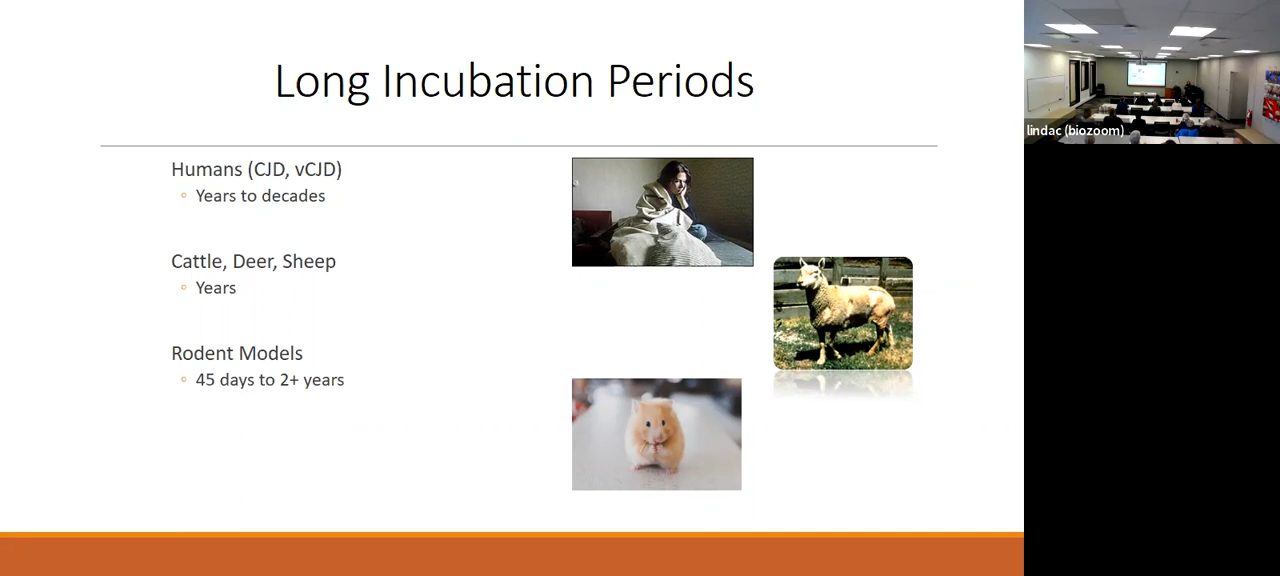 Long Incubation Periods
Humans (CJD, vCJD)
Years to decades
Cattle, Deer, Sheep
Years
Rodent Models
45 days to 2+ years
lindac (biozoom)